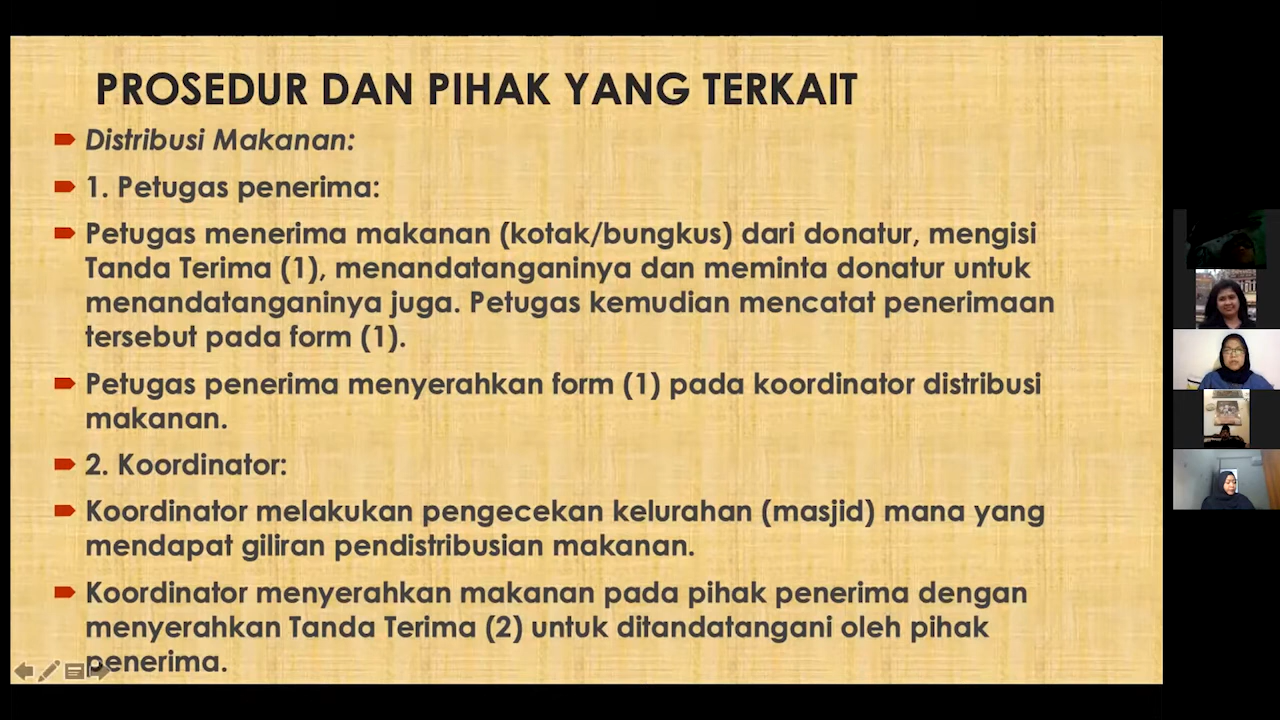 PROSEDUR DAN PIHAK YANG TERKAIT
Distribusi Makanan:
1. Petugas penerima:
Petugas menerima makanan (kotak/bungkus) dari donatur, mengisi
Tanda Terima (1), menandatanganinya dan meminta donatur untuk
menandatanganinya juga. Petugas kemudian mencatat penerimaan
tersebut pada form (1).
Petugas penerima menyerahkan form (1) pada koordinator distribusi
makanan.
2. Koordinator:
Koordinator melakukan pengecekan kelurahan (masjid) mana yang
mendapat giliran pendistribusian makanan.
Koordinator menyerahkan makanan pada pihak penerima dengan
menyerahkan Tanda Terima (2) untuk ditandatangani oleh pihak
penerima.